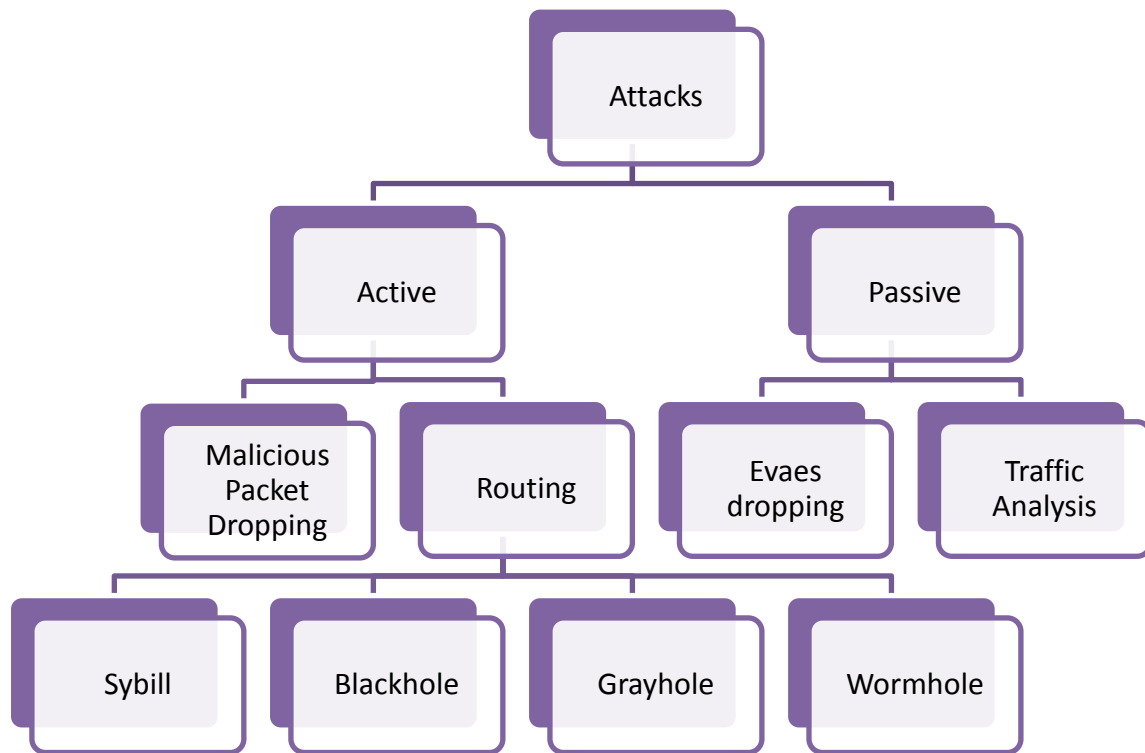 Attacks
Active
Passive
Malicious
Packet
Dropping
Routing
Evaes
dropping
Traffic
Analysis
Sybill
Blackhole
Grayhole
Wormhole